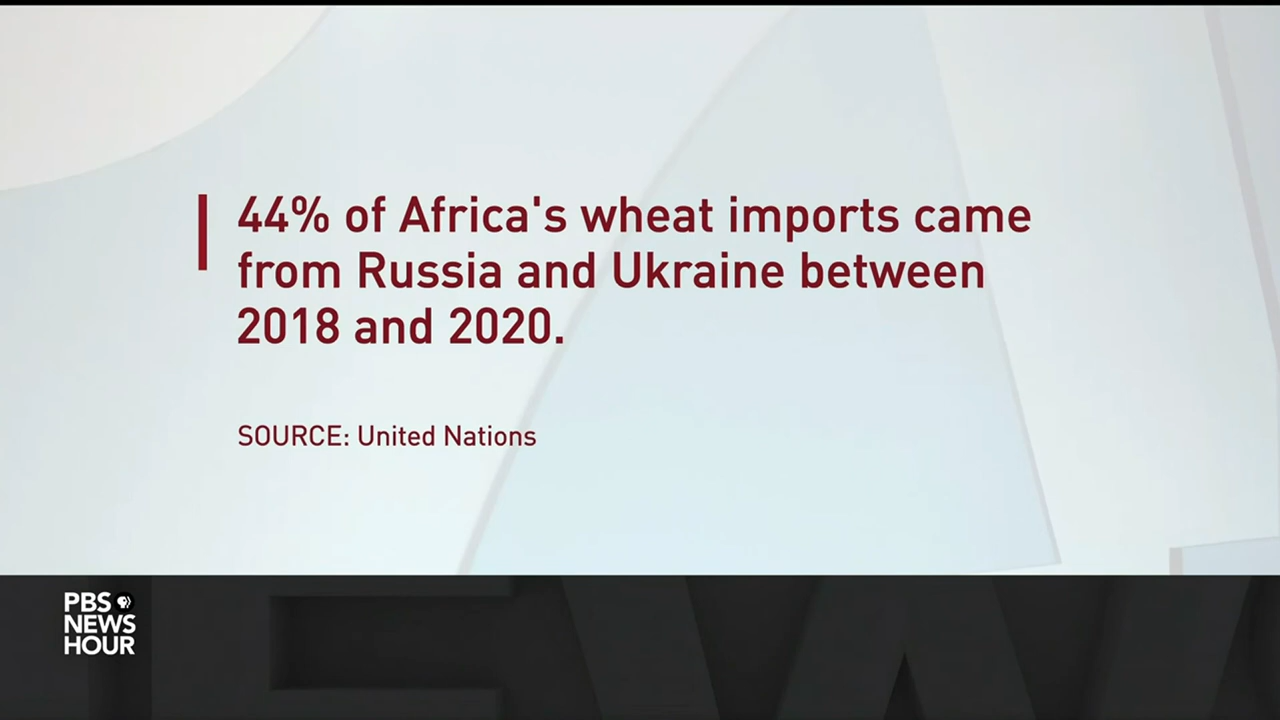 44% of Africa's wheat imports came
from Russia and Ukraine between
2018 and 2020.
SOURCE: United Nations
PBS
NEWS
HOUR